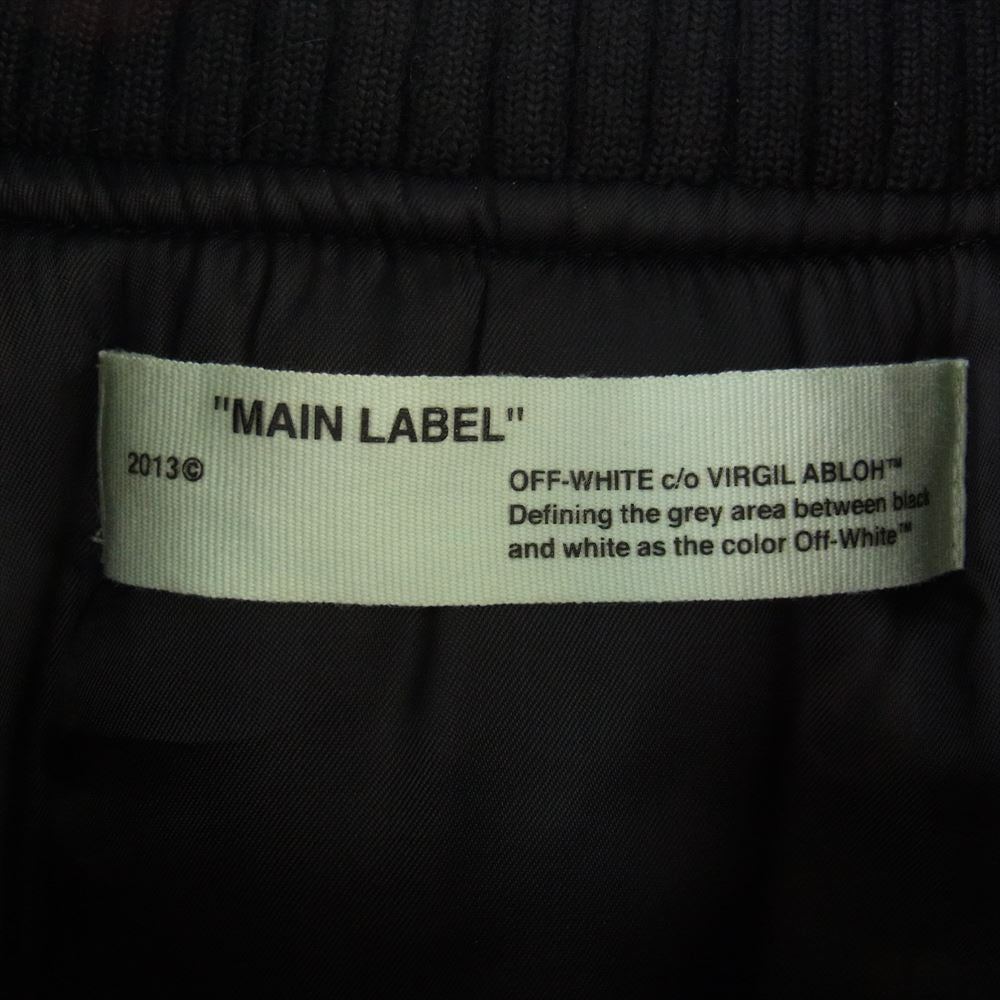 "MAIN LABEL"
2013©
OFF-WHITE c/o VIRGIL ABLOH™
Defining the grey area between black
and white as the color Off-White™